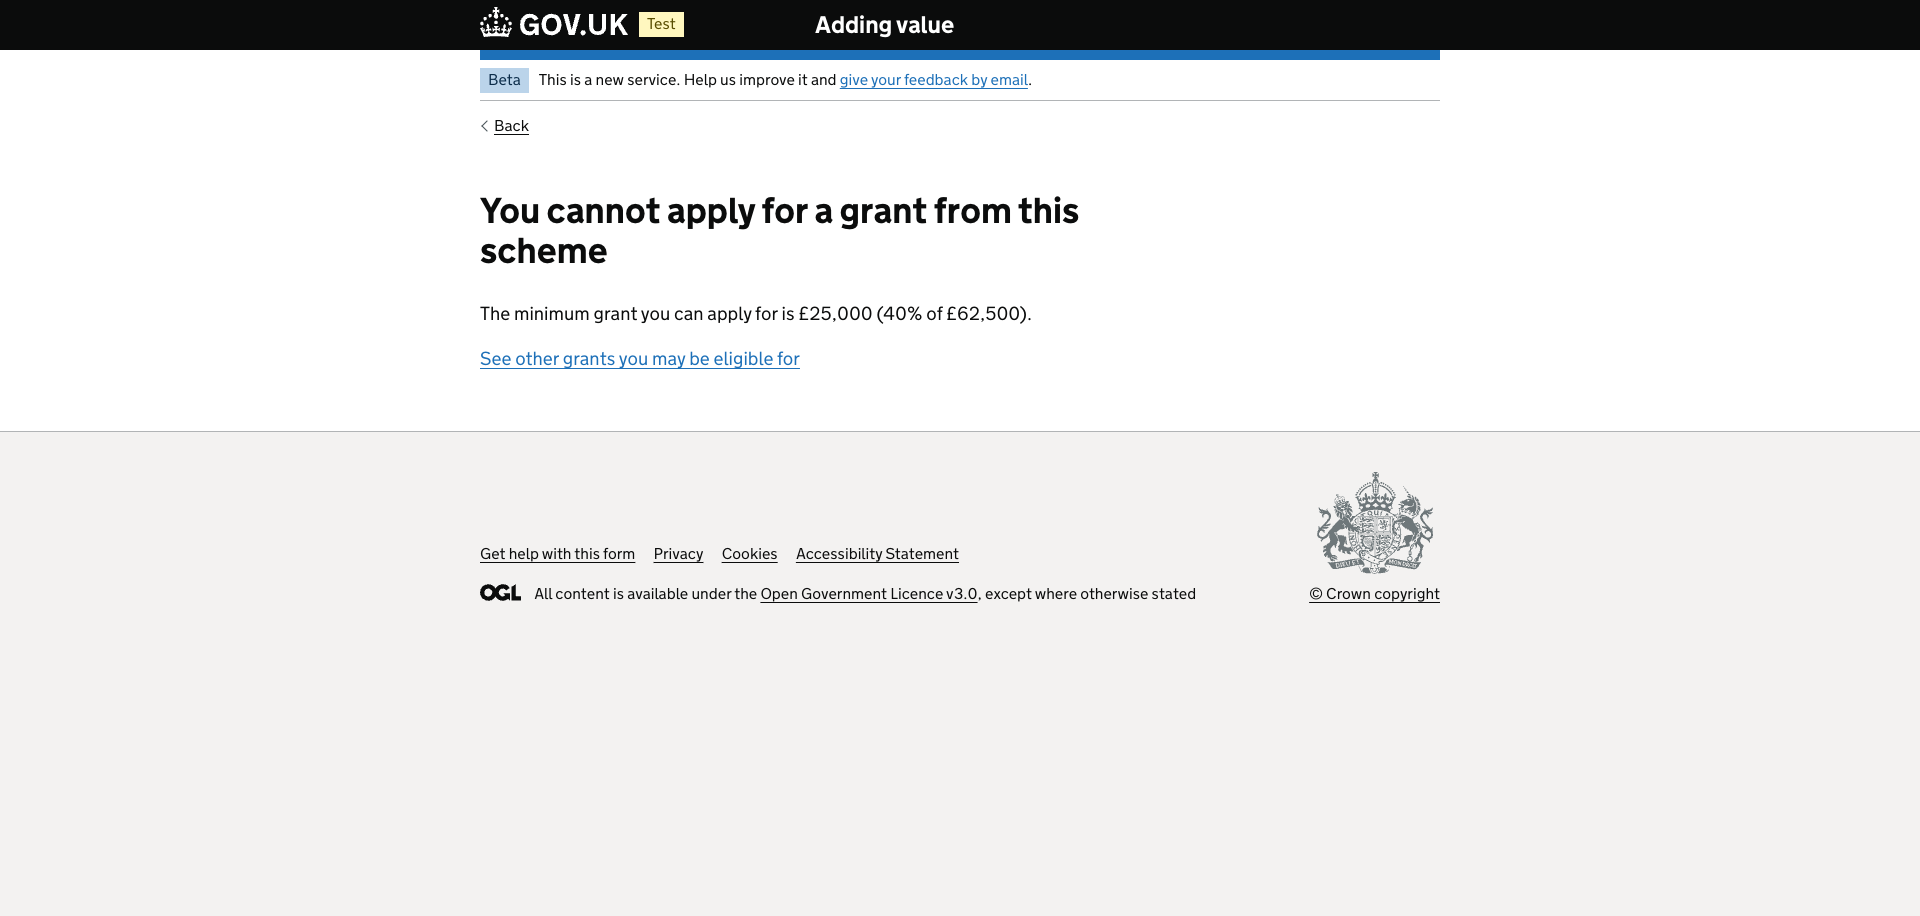 GOV.UK Test Adding value
Beta This is a new service. Help us improve it and give your feedback by email.
Back
You cannot apply for a grant from this
scheme
The minimum grant you can apply for is £25,000 (40% of £62,500).
See other grants you may be eligible for
Get help with this form Privacy Cookies Accessibility Statement
OGL All content is available under the Open Government Licence v3.0, except where otherwise stated
© Crown copyright